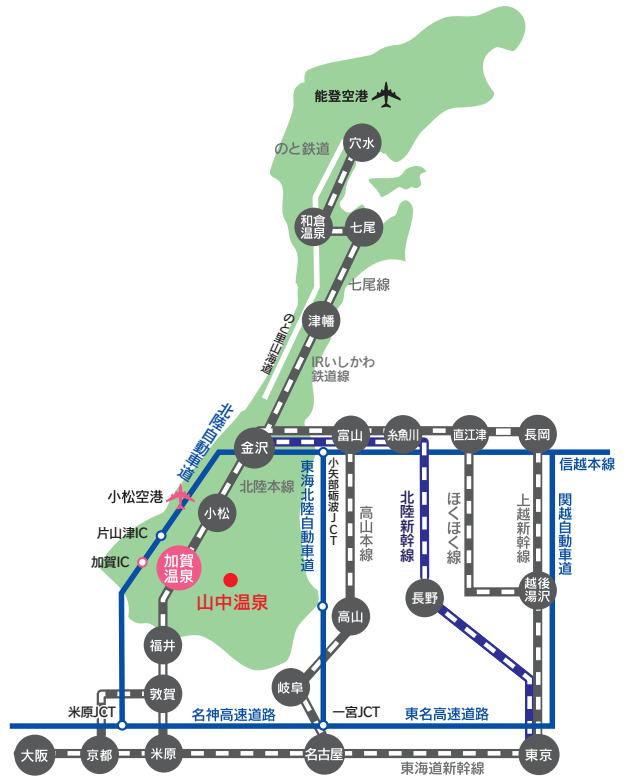 能登空港
のと鉄道
穴水
和倉
温泉
七尾
七尾線
津幡
のと里山海道
IRいしかわ
鉄道線
北陸自動車道
金沢
富山
糸魚川
直江津
長岡
信越本線
小松空港
北陸本線
小松
片山津IC
加賀IC
加賀
温泉
山中温泉
東海北陸自動車道
小矢部砺波JCT
高山本線
北陸新幹線
ほくほく線
上越新幹線
関越自動車道
越後
湯沢
長野
高山
福井
岐阜
敦賀
米原JCT
名神高速道路
一宮JCT
東名高速道路
大阪
京都
米原
名古屋
東京
東海道新幹線